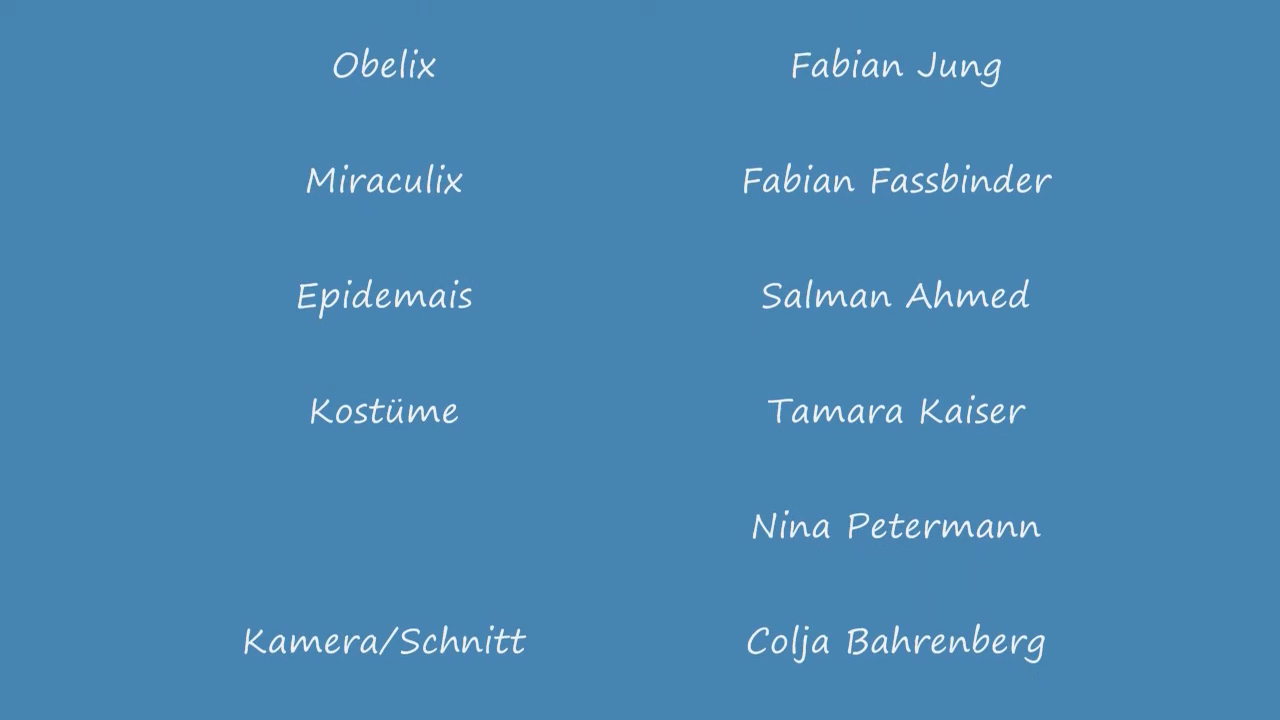 Obelix Fabian Jung
Miraculix Fabian Fassbinder
Epidemais Salman Ahmed
Kostüme Tamara Kaiser
Nina Petermann
Kamera/Schnitt Colja Bahrenberg